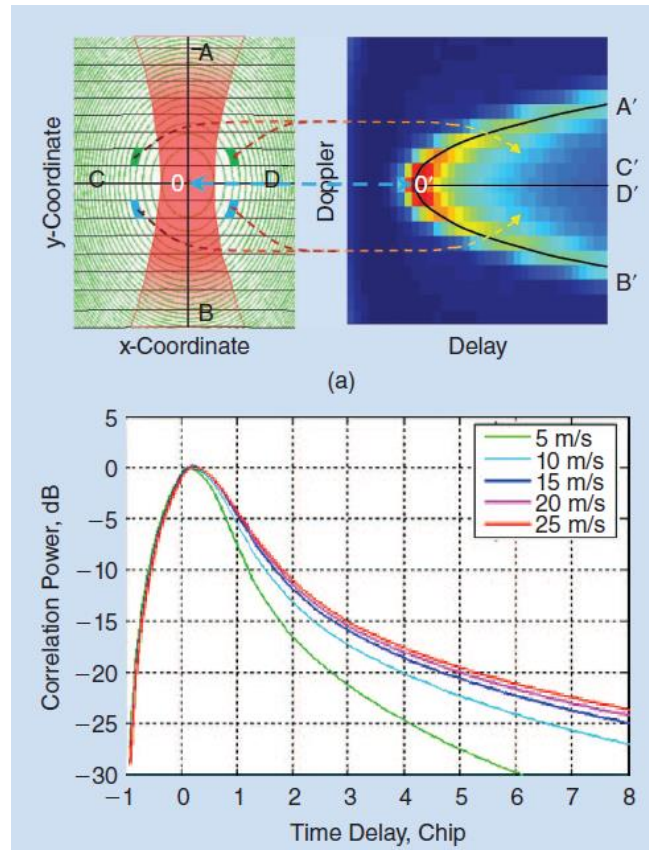 A
C
0
D
B
y-Coordinate
x-Coordinate
Doppler
0′
A′
C′
D′
B′
Delay
(a)
5
0
−5
−10
−15
−20
−25
−30
Correlation Power, dB
5 m/s
10 m/s
15 m/s
20 m/s
25 m/s
−1 0 1 2 3 4 5 6 7 8
Time Delay, Chip